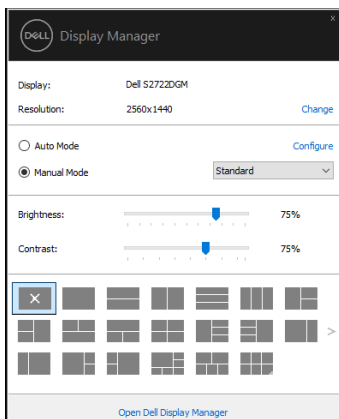 DELL Display Manager
Display: Dell S2722DGM
Resolution: 2560x1440 Change
Auto Mode Configure
Manual Mode Standard
Brightness: 75%
Contrast: 75%
Open Dell Display Manager